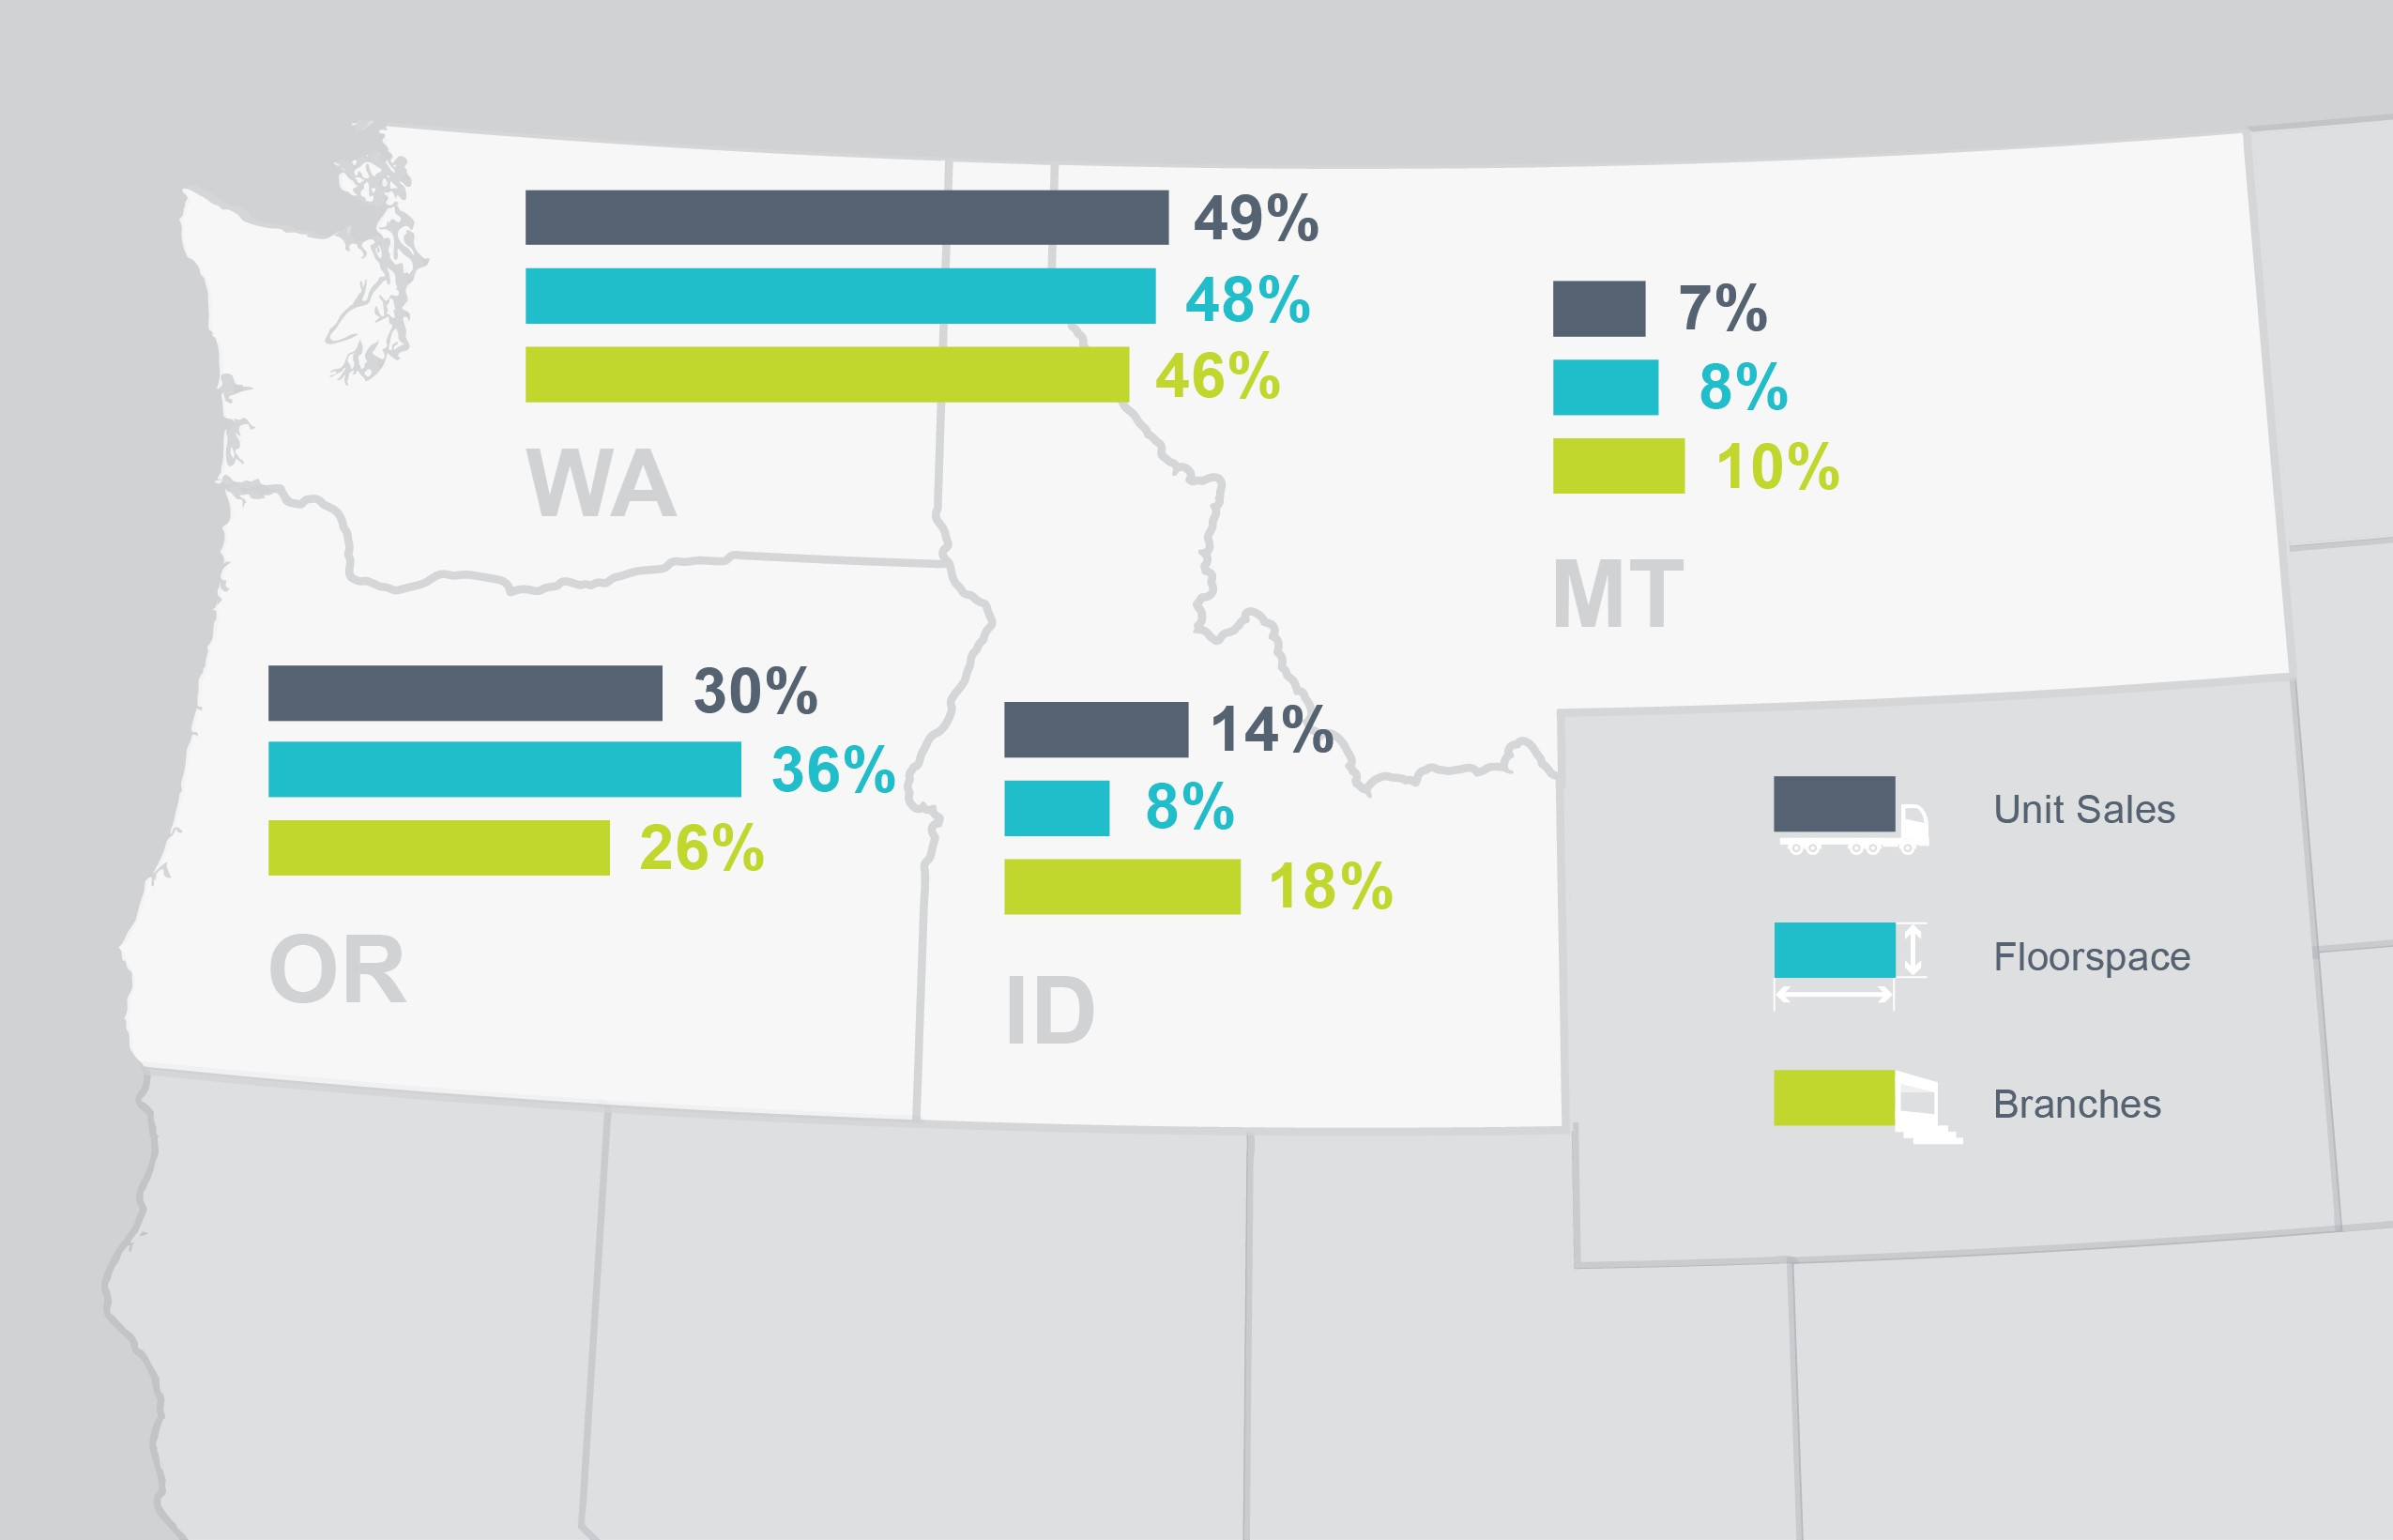 49%
48%
46%
WA
7%
8%
10%
MT
30%
36%
26%
OR
14%
8%
18%
ID
Unit Sales
Floorspace
Branches